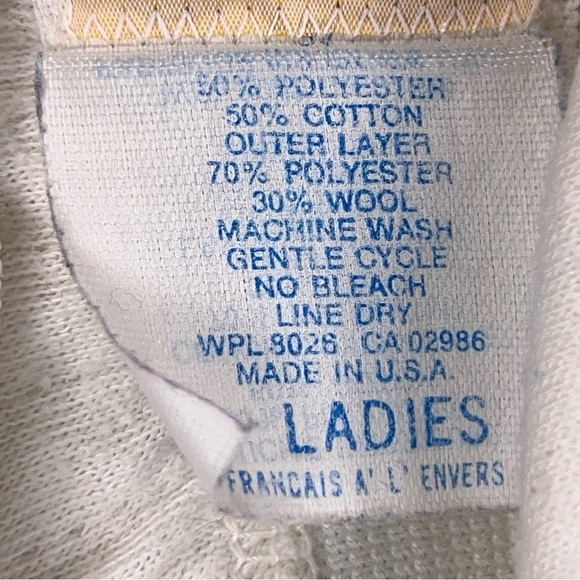 50% POLYESTER
50% COTTON
OUTER LAYER
70% POLYESTER
30% WOOL
MACHINE WASH
GENTLE CYCLE
NO BLEACH
LINE DRY
WPL 8026 CA 02986
MADE IN U.S.A.
LADIES
FRANCAIS A' L' ENVERS